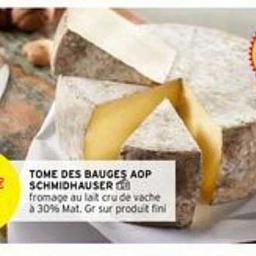 TOME DES BAUGES AOP
SCHMIDHAUSER
fromage au lait cru de vache
à 30% Mat. Gr sur produit fini